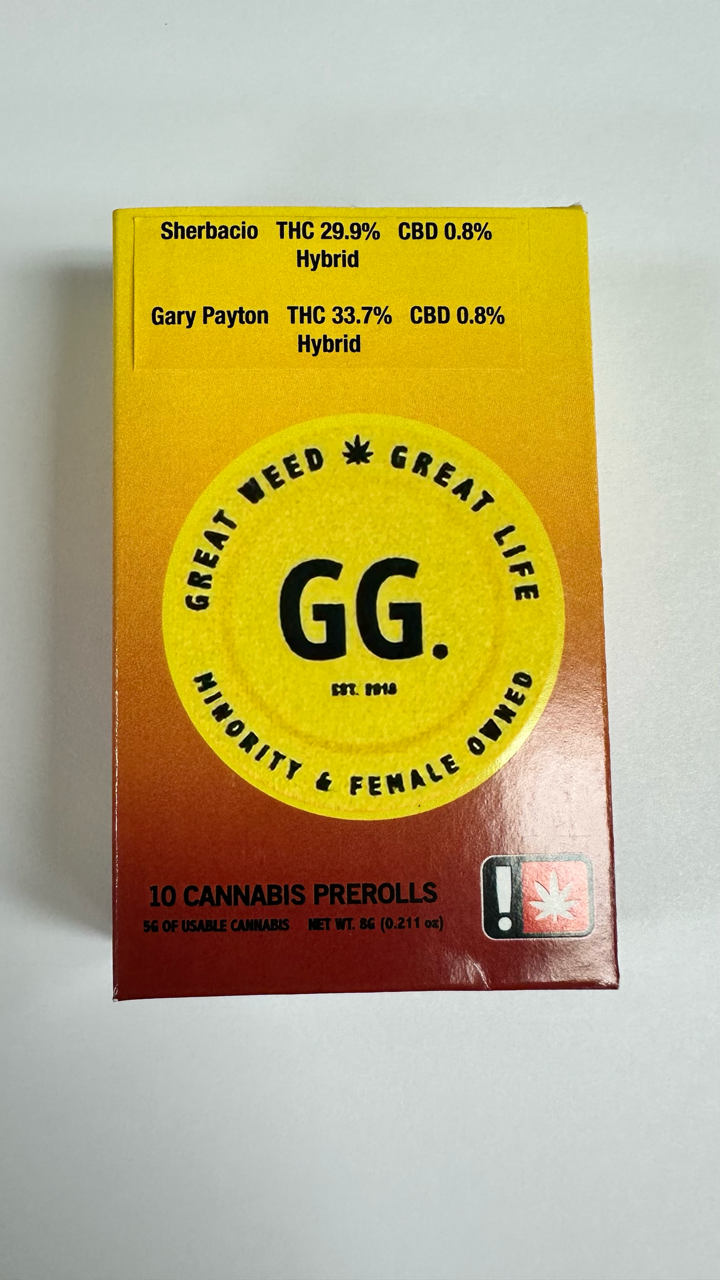 Sherbacio THC 29.9% CBD 0.8%
Hybrid
Gary Payton THC 33.7% CBD 0.8%
Hybrid
GREAT WEED GREAT LIFE
GG.
EST.
MINORITY & FEMALE OWNED
10 CANNABIS PREROLLS
5G OF USABLE CANNABIS NET WT. 8G (0.211 oz)
!